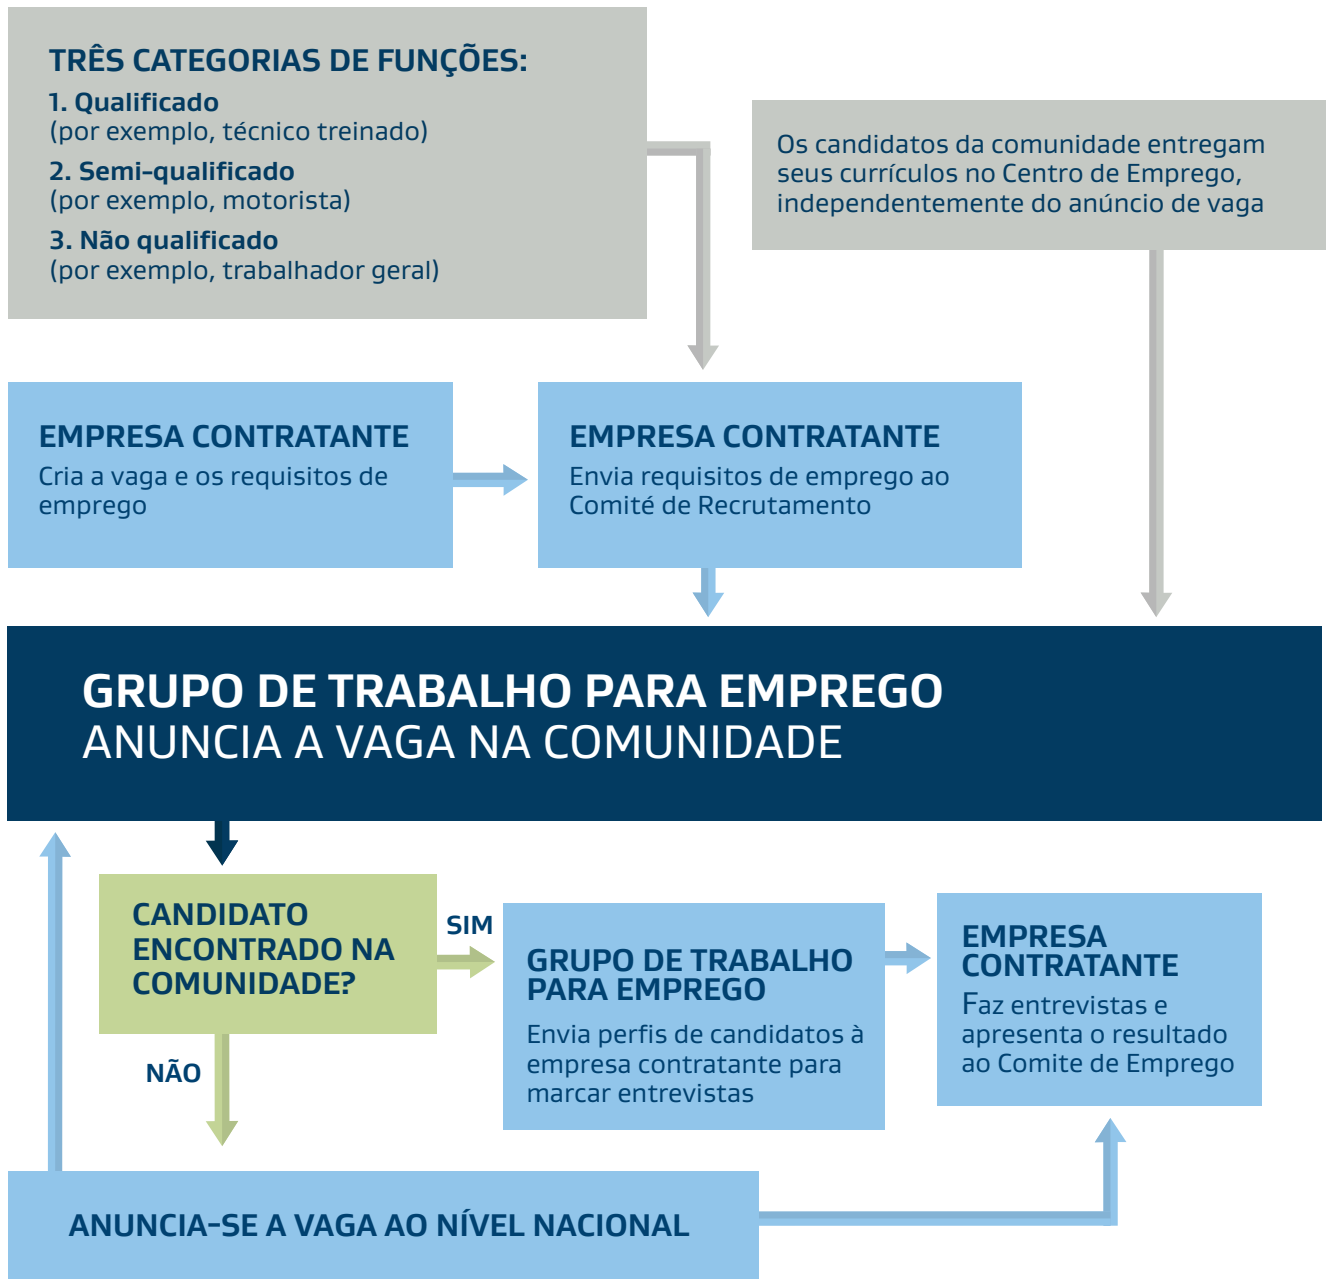 TRÊS CATEGORIAS DE FUNÇÕES:
1. Qualificado
(por exemplo, técnico treinado)
2. Semi-qualificado
(por exemplo, motorista)
3. Não qualificado
(por exemplo, trabalhador geral)
Os candidatos da comunidade entregam
seus currículos no Centro de Emprego,
independentemente do anúncio de vaga
EMPRESA CONTRATANTE
Cria a vaga e os requisitos de
emprego
EMPRESA CONTRATANTE
Envia requisitos de emprego ao
Comité de Recrutamento
GRUPO DE TRABALHO PARA EMPREGO
ANUNCIA A VAGA NA COMUNIDADE
CANDIDATO
ENCONTRADO NA
COMUNIDADE?
SIM
NÃO
GRUPO DE TRABALHO
PARA EMPREGO
Envia perfis de candidatos à
empresa contratante para
marcar entrevistas
EMPRESA
CONTRATANTE
Faz entrevistas e
apresenta o resultado
ao Comite de Emprego
ANUNCIA-SE A VAGA AO NÍVEL NACIONAL